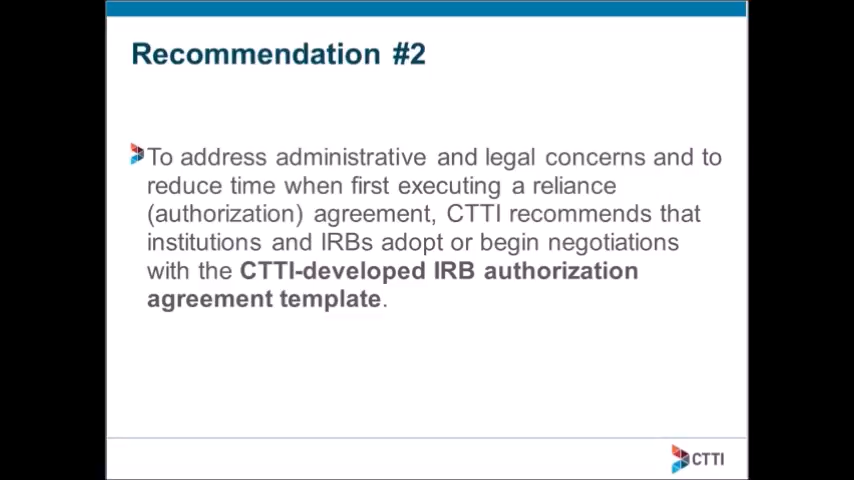 Recommendation #2
To address administrative and legal concerns and to
reduce time when first executing a reliance
(authorization) agreement, CTTI recommends that
institutions and IRBs adopt or begin negotiations
with the CTTI-developed IRB authorization
agreement template.
CTTI